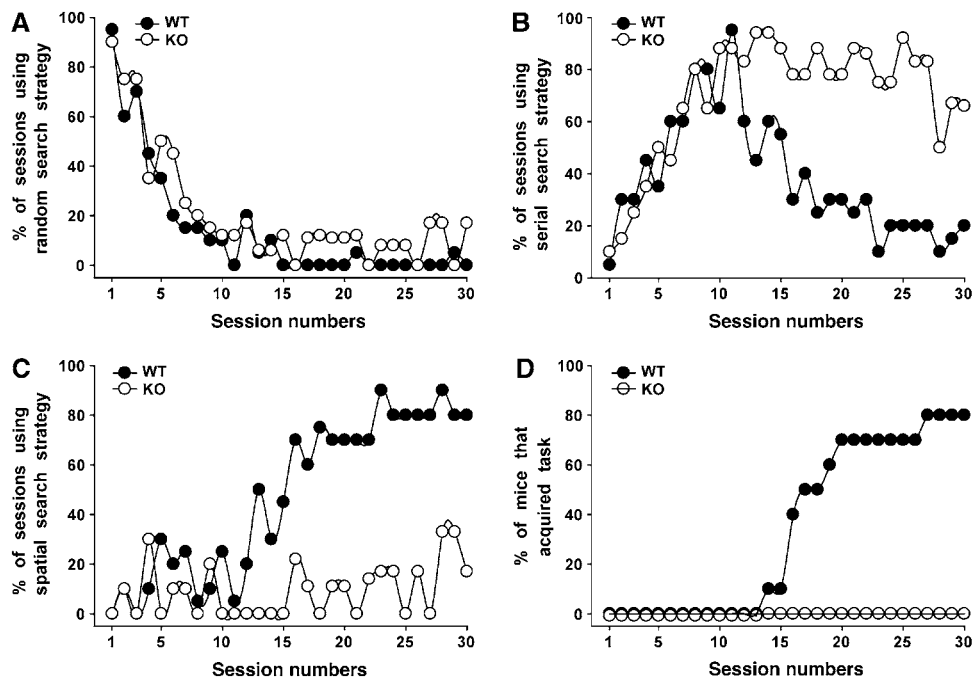 A
WT
KO
% of sessions using
random search strategy
100
80
60
40
20
0
1
5
10
15
20
25
30
Session numbers
B
WT
KO
% of sessions using
serial search strategy
100
80
60
40
20
0
1
5
10
15
20
25
30
Session numbers
C
WT
KO
% of sessions using
spatial search strategy
100
80
60
40
20
0
1
5
10
15
20
25
30
Session numbers
D
WT
KO
% of mice that
acquired task
100
80
60
40
20
0
1
5
10
15
20
25
30
Session numbers